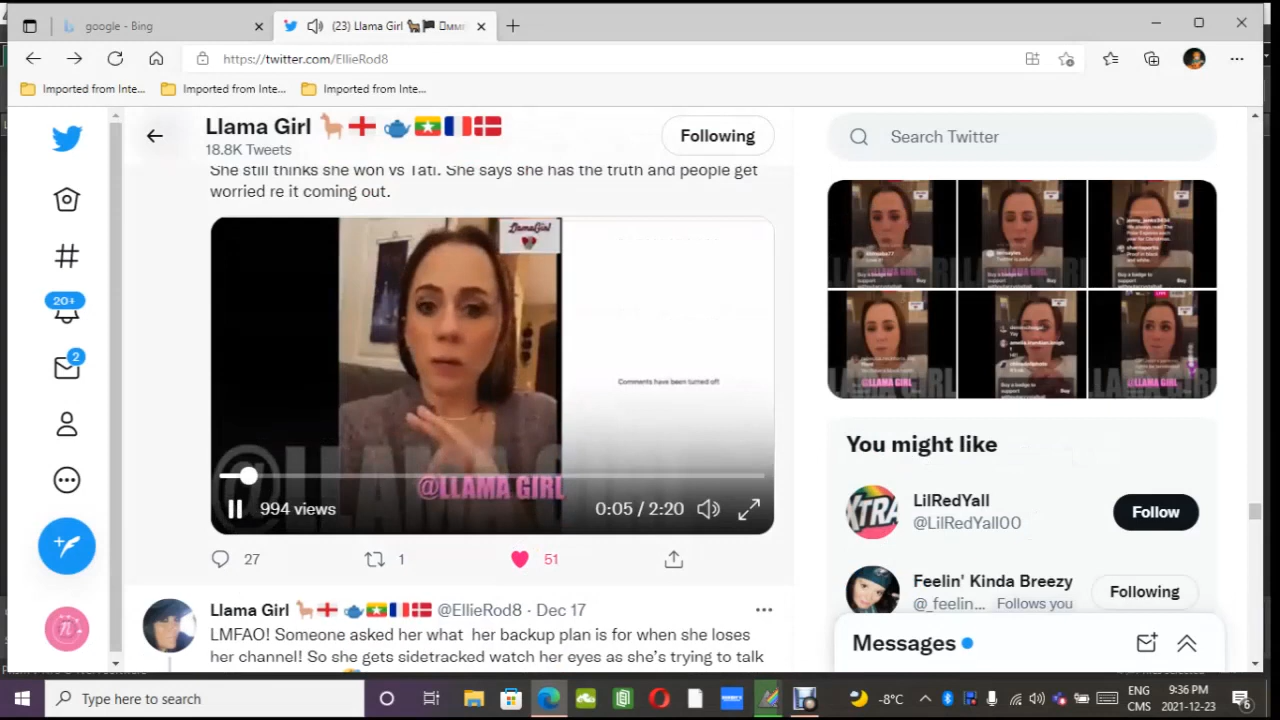 google - Bing
(23) Llama Girl
https://twitter.com/EllieRod8
Imported from Inte...
Imported from Inte...
Imported from Inte...
Llama Girl
18.8K Tweets
Following
Search Twitter
She still thinks she won vs Tati. She says she has the truth and people get
worried re it coming out.
LlamaGirl
Comments have been turned off
@LLAMA GIRL
@LLAMA GIRL
994 views
0:05 / 2:20
27
1
51
20+
2
Llama Girl @EllieRod8 · Dec 17
LMFAO! Someone asked her what her backup plan is for when she loses
her channel! So she gets sidetracked watch her eyes as she's trying to talk
You might like
XTRA
LilRedYall
@LilRedYall00
Follow
Feelin' Kinda Breezy
@_feelin... Follows you
Following
Messages
Type here to search
-8°C
ENG
CMS
9:36 PM
2021-12-23
6